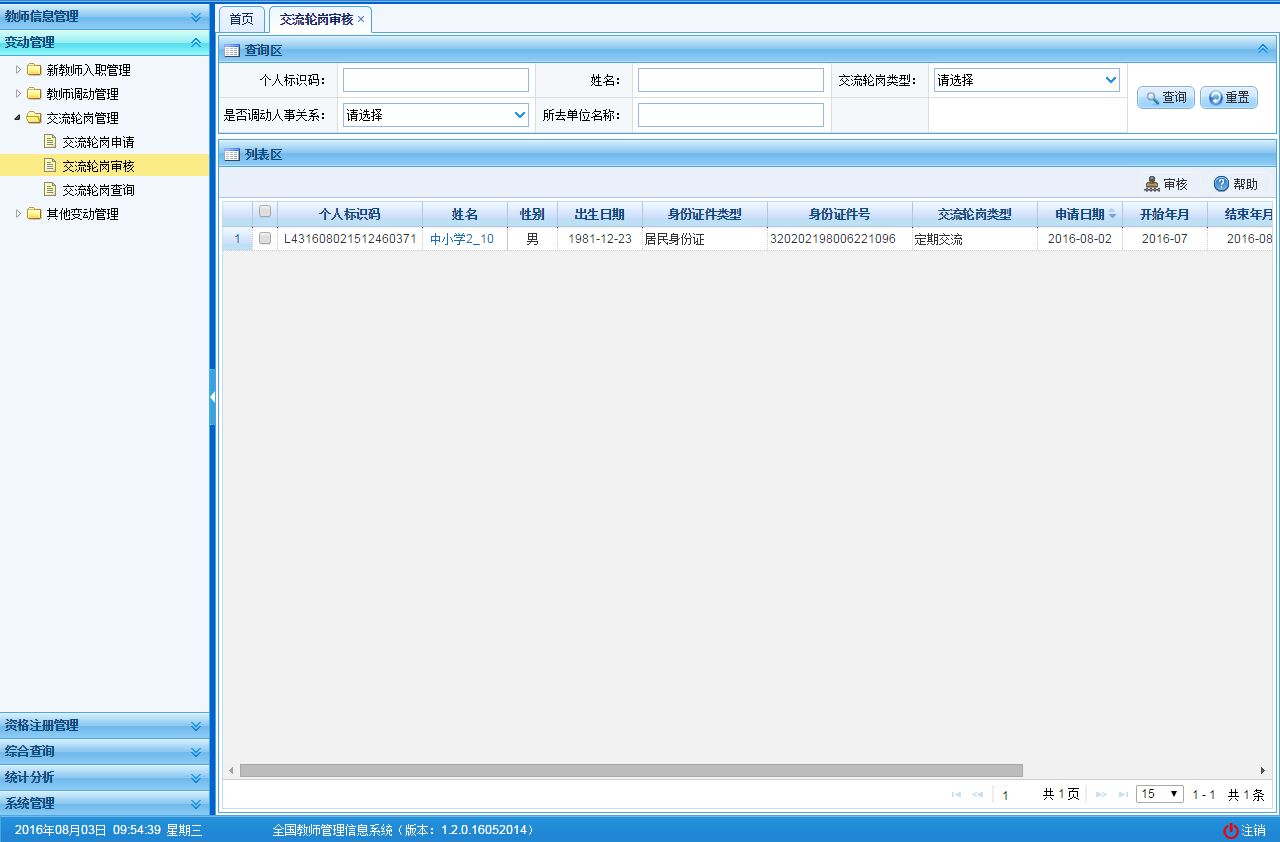 教师信息管理
变动管理
新教师入职管理
教师调动管理
交流轮岗管理
交流轮岗申请
交流轮岗审核
交流轮岗查询
其他变动管理
资格注册管理
综合查询
统计分析
系统管理
首页 交流轮岗审核 ×
查询区
个人标识码： 姓名： 交流轮岗类型： 请选择
查询 重置
是否调动人事关系： 请选择 所去单位名称：
列表区
审核 帮助
个人标识码 姓名 性别 出生日期 身份证件类型 身份证件号 交流轮岗类型 申请日期 开始年月 结束年月
1 L431608021512460371 中小学2_10 男 1981-12-23 居民身份证 320202198006221096 定期交流 2016-08-02 2016-07 2016-08
1 共 1 页 15 1 - 1 共 1 条
2016年08月03日 09:54:39 星期三 全国教师管理信息系统（版本：1.2.0.16052014） 注销